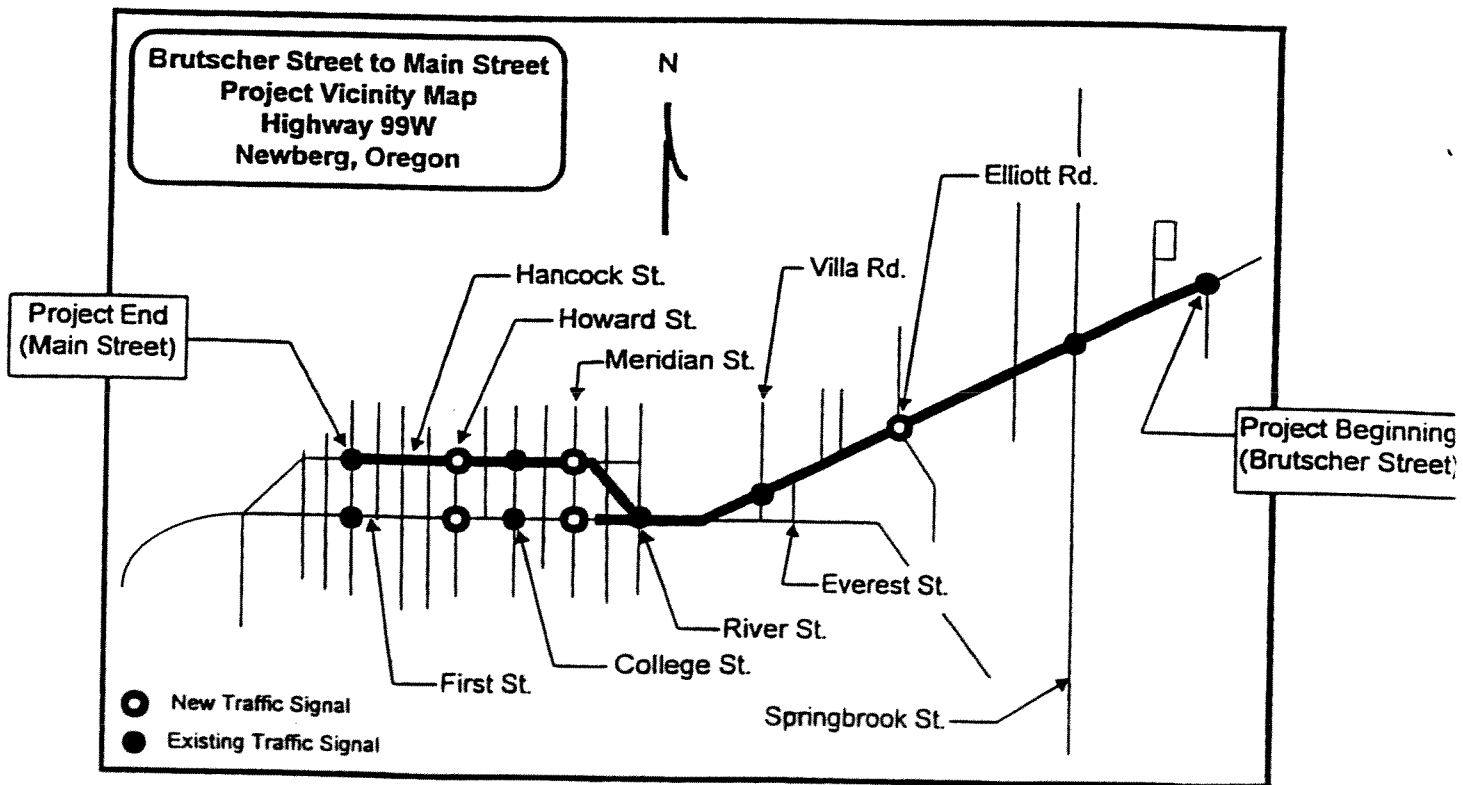 Brutscher Street to Main Street
Project Vicinity Map
Highway 99W
Newberg, Oregon
N
Elliott Rd.
Villa Rd.
Hancock St.
Howard St.
Meridian St.
Project End
(Main Street)
Project Beginning
(Brutscher Street)
Everest St.
River St.
College St.
First St.
Springbrook St.
New Traffic Signal
Existing Traffic Signal